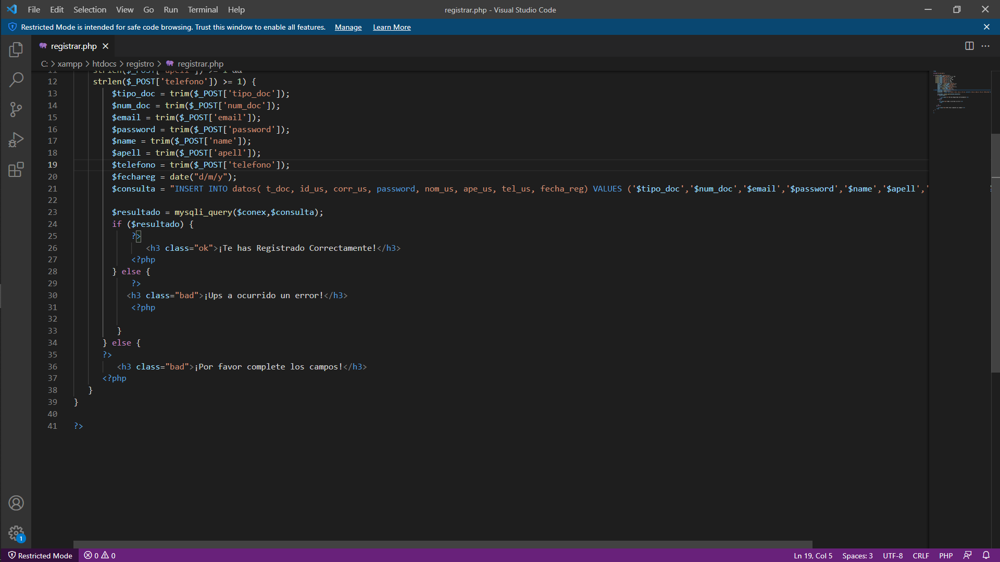 File Edit Selection View Go Run Terminal Help
registrar.php - Visual Studio Code
Restricted Mode is intended for safe code browsing. Trust this window to enable all features. Manage Learn More
registrar.php
C: > xampp > htdocs > registro > registrar.php
11 strlen($_POST['apell']) >= 1 &&
12 strlen($_POST['telefono']) >= 1) {
13 $tipo_doc = trim($_POST['tipo_doc']);
14 $num_doc = trim($_POST['num_doc']);
15 $email = trim($_POST['email']);
16 $password = trim($_POST['password']);
17 $name = trim($_POST['name']);
18 $apell = trim($_POST['apell']);
19 $telefono = trim($_POST['telefono']);
20 $fechareg = date("d/m/y");
21 $consulta = "INSERT INTO datos( t_doc, id_us, corr_us, password, nom_us, ape_us, tel_us, fecha_reg) VALUES ('$tipo_doc','$num_doc','$email','$password','$name','$apell','
22
23 $resultado = mysqli_query($conex,$consulta);
24 if ($resultado) {
25 ?>
26 <h3 class="ok">¡Te has Registrado Correctamente!</h3>
27 <?php
28 } else {
29 ?>
30 <h3 class="bad">¡Ups a ocurrido un error!</h3>
31 <?php
32
33 }
34 } else {
35 ?>
36 <h3 class="bad">¡Por favor complete los campos!</h3>
37 <?php
38 }
39 }
40
41 ?>
1
Restricted Mode 0 0 Ln 19, Col 5 Spaces: 3 UTF-8 CRLF PHP